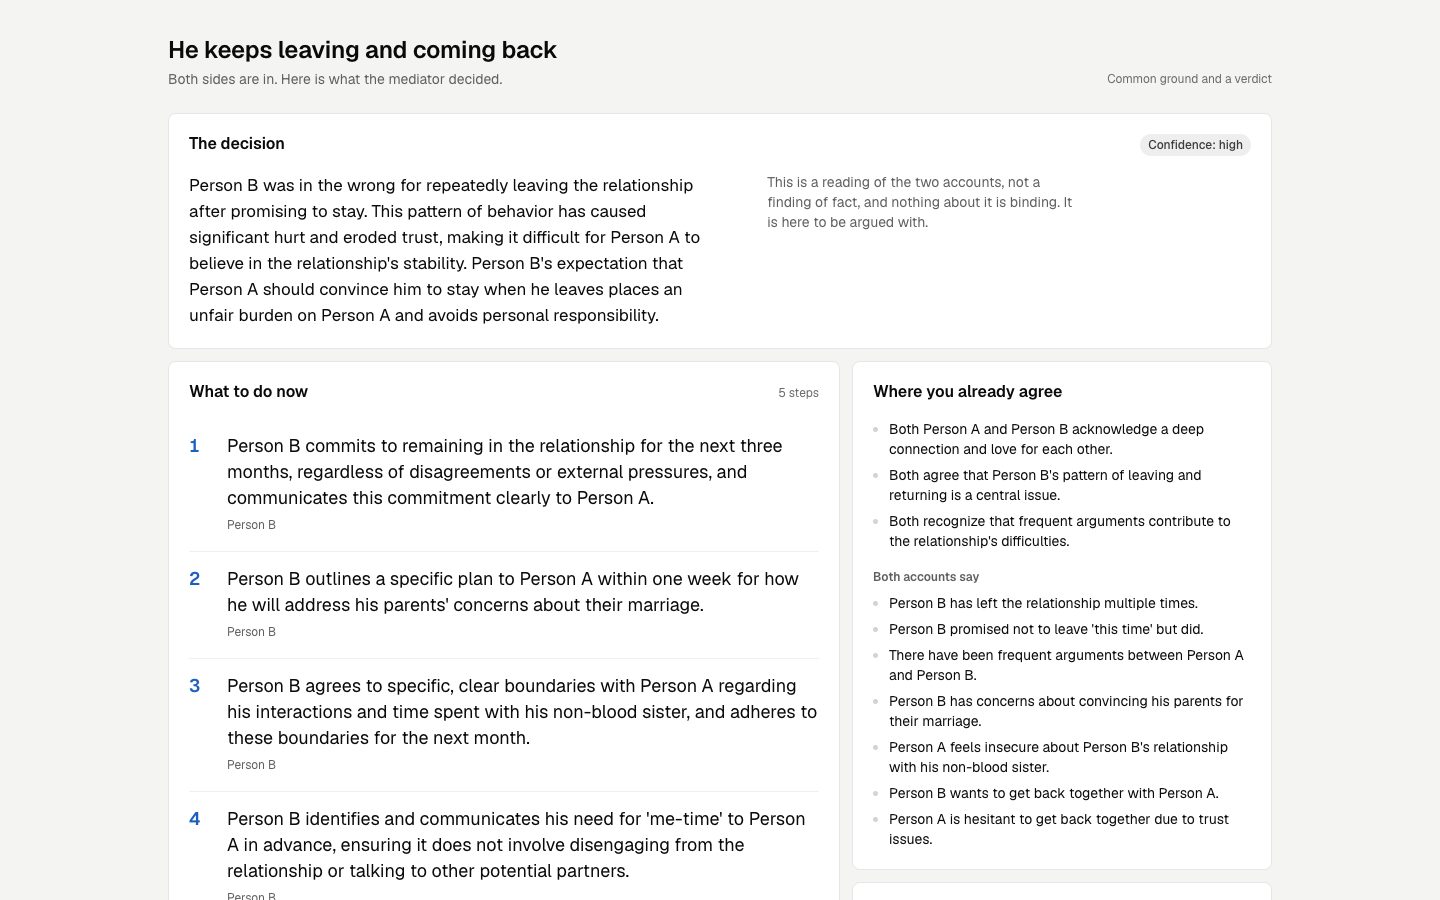 He keeps leaving and coming back
Both sides are in. Here is what the mediator decided.
Common ground and a verdict
The decision
Confidence: high
Person B was in the wrong for repeatedly leaving the relationship
after promising to stay. This pattern of behavior has caused
significant hurt and eroded trust, making it difficult for Person A to
believe in the relationship's stability. Person B's expectation that
Person A should convince him to stay when he leaves places an
unfair burden on Person A and avoids personal responsibility.
This is a reading of the two accounts, not a
finding of fact, and nothing about it is binding. It
is here to be argued with.
What to do now
5 steps
1
Person B commits to remaining in the relationship for the next three
months, regardless of disagreements or external pressures, and
communicates this commitment clearly to Person A.
Person B
2
Person B outlines a specific plan to Person A within one week for how
he will address his parents' concerns about their marriage.
Person B
3
Person B agrees to specific, clear boundaries with Person A regarding
his interactions and time spent with his non-blood sister, and adheres to
these boundaries for the next month.
Person B
4
Person B identifies and communicates his need for 'me-time' to Person
A in advance, ensuring it does not involve disengaging from the
relationship or talking to other potential partners.
Person B
Where you already agree
Both Person A and Person B acknowledge a deep
connection and love for each other.
Both agree that Person B's pattern of leaving and
returning is a central issue.
Both recognize that frequent arguments contribute to
the relationship's difficulties.
Both accounts say
Person B has left the relationship multiple times.
Person B promised not to leave 'this time' but did.
There have been frequent arguments between Person A
and Person B.
Person B has concerns about convincing his parents for
their marriage.
Person A feels insecure about Person B's relationship
with his non-blood sister.
Person B wants to get back together with Person A.
Person A is hesitant to get back together due to trust
issues.